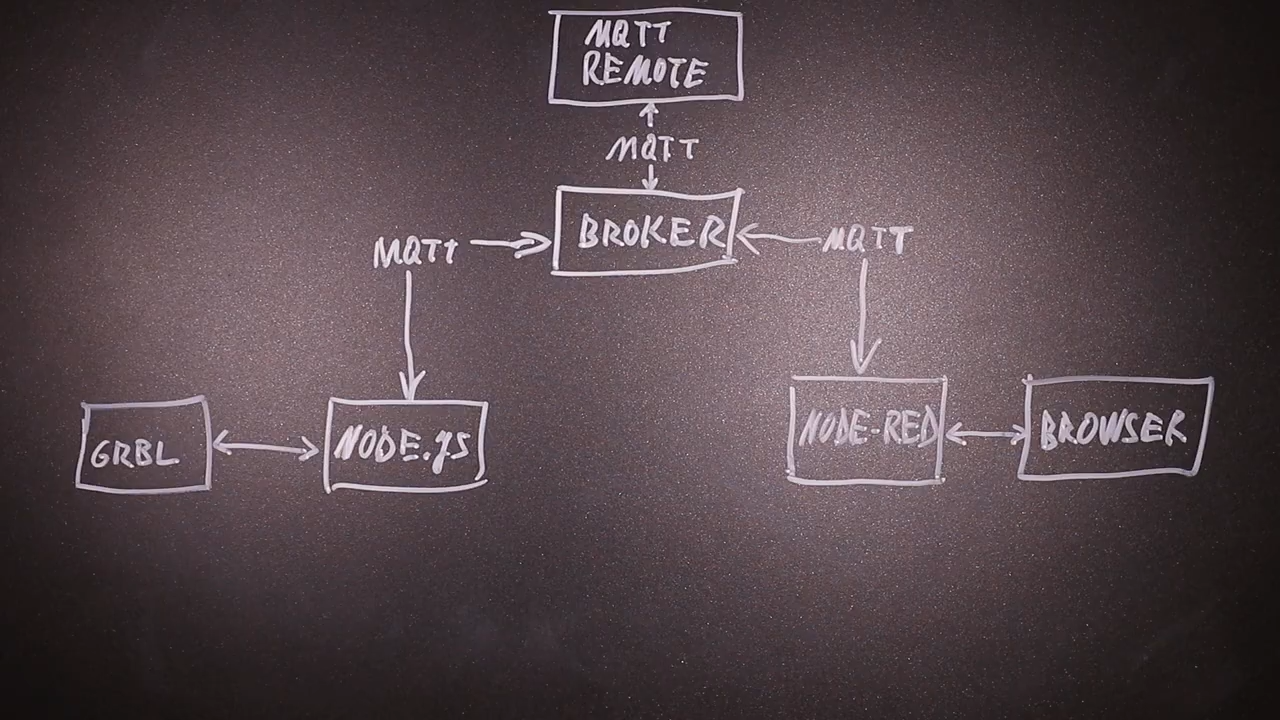 MQTT
REMOTE
MQTT
BROKER
MQTT
MQTT
GRBL
NODE.JS
NODE-RED
BROWSER